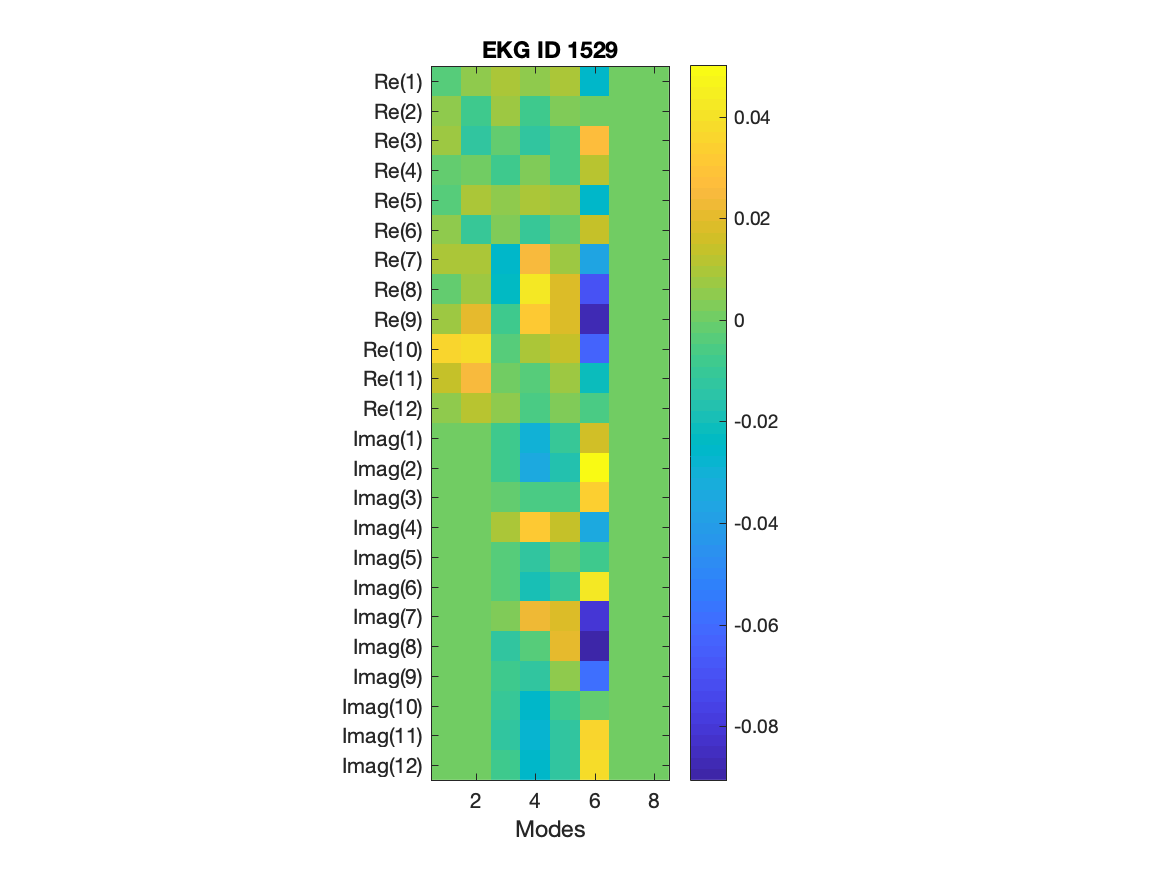 EKG ID 1529
Re(1)
Re(2)
Re(3)
Re(4)
Re(5)
Re(6)
Re(7)
Re(8)
Re(9)
Re(10)
Re(11)
Re(12)
Imag(1)
Imag(2)
Imag(3)
Imag(4)
Imag(5)
Imag(6)
Imag(7)
Imag(8)
Imag(9)
Imag(10)
Imag(11)
Imag(12)
2 4 6 8
Modes
0.04
0.02
0
-0.02
-0.04
-0.06
-0.08